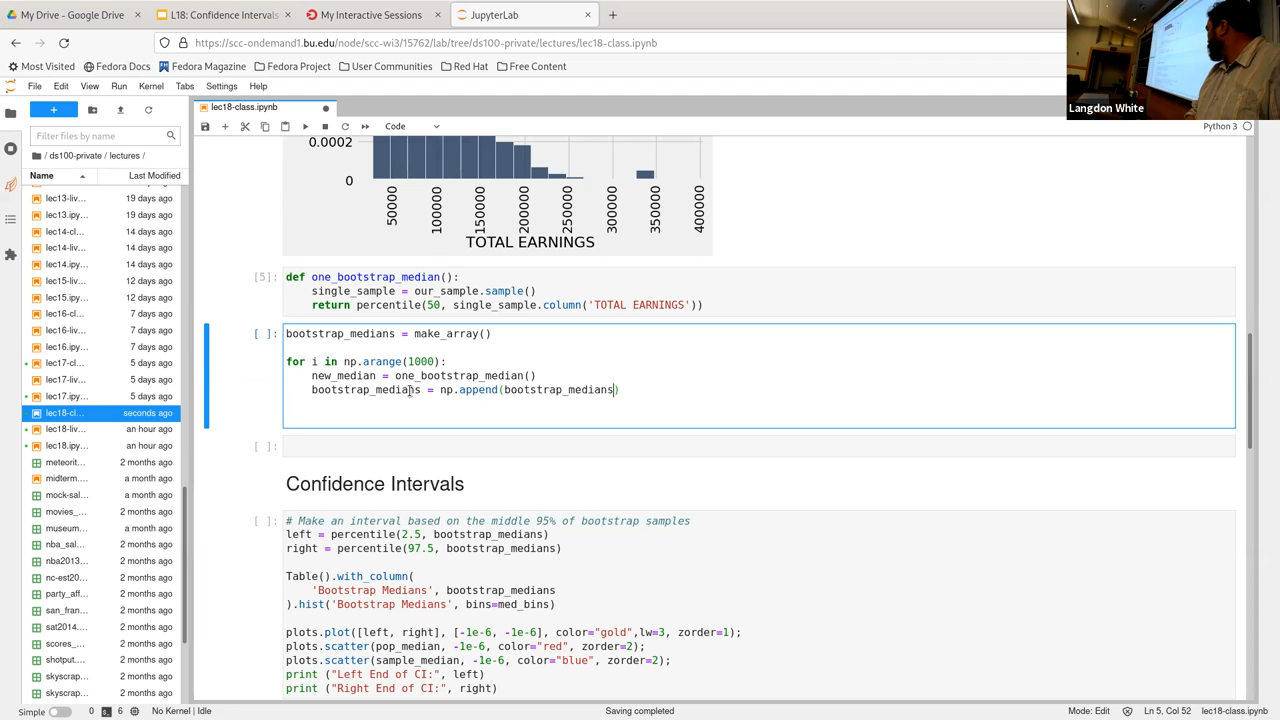 My Drive - Google Drive
L18: Confidence Intervals
My Interactive Sessions
JupyterLab
https://scc-ondemand1.bu.edu/node/scc-wi3/15762/lab/tree/ds100-private/lectures/lec18-class.ipynb
Most Visited
Fedora Docs
Fedora Magazine
Fedora Project
User Communities
Red Hat
Free Content
Langdon White
File Edit View Run Kernel Tabs Settings Help
lec18-class.ipynb
Filter files by name
Code
Python 3
/ ds100-private / lectures /
Name Last Modified
lec13-liv... 19 days ago
lec13.ipy... 19 days ago
lec14-cl... 14 days ago
lec14-liv... 14 days ago
lec14.ipy... 14 days ago
lec15-liv... 12 days ago
lec15.ipy... 12 days ago
lec16-cl... 7 days ago
lec16-liv... 7 days ago
lec16.ipy... 7 days ago
lec17-cl... 5 days ago
lec17-liv... 5 days ago
lec17.ipy... 5 days ago
lec18-cl... seconds ago
lec18-liv... an hour ago
lec18.ipy... an hour ago
meteorit... 2 months ago
midterm.... a month ago
mock-sal... 2 months ago
movies_... 2 months ago
museum... a month ago
nba_sal... 2 months ago
nba2013... 2 months ago
nc-est20... 2 months ago
party_aff... 2 months ago
san_fran... 2 months ago
sat2014.... 2 months ago
scores_... 2 months ago
shotput.... 2 months ago
skyscrap... 2 months ago
skyscrap... 2 months ago
0.0002
0
50000 100000 150000 200000 250000 300000 350000 400000
TOTAL EARNINGS
[5]: def one_bootstrap_median():
single_sample = our_sample.sample()
return percentile(50, single_sample.column('TOTAL EARNINGS'))
[ ]: bootstrap_medians = make_array()
for i in np.arange(1000):
new_median = one_bootstrap_median()
bootstrap_medians = np.append(bootstrap_medians)
[ ]:
Confidence Intervals
[ ]: # Make an interval based on the middle 95% of bootstrap samples
left = percentile(2.5, bootstrap_medians)
right = percentile(97.5, bootstrap_medians)
Table().with_column(
'Bootstrap Medians', bootstrap_medians
).hist('Bootstrap Medians', bins=med_bins)
plots.plot([left, right], [-1e-6, -1e-6], color="gold",lw=3, zorder=1);
plots.scatter(pop_median, -1e-6, color="red", zorder=2);
plots.scatter(sample_median, -1e-6, color="blue", zorder=2);
print ("Left End of CI:", left)
print ("Right End of CI:", right)
Simple 0 6 No Kernel | Idle Saving completed Mode: Edit Ln 5, Col 52 lec18-class.ipynb